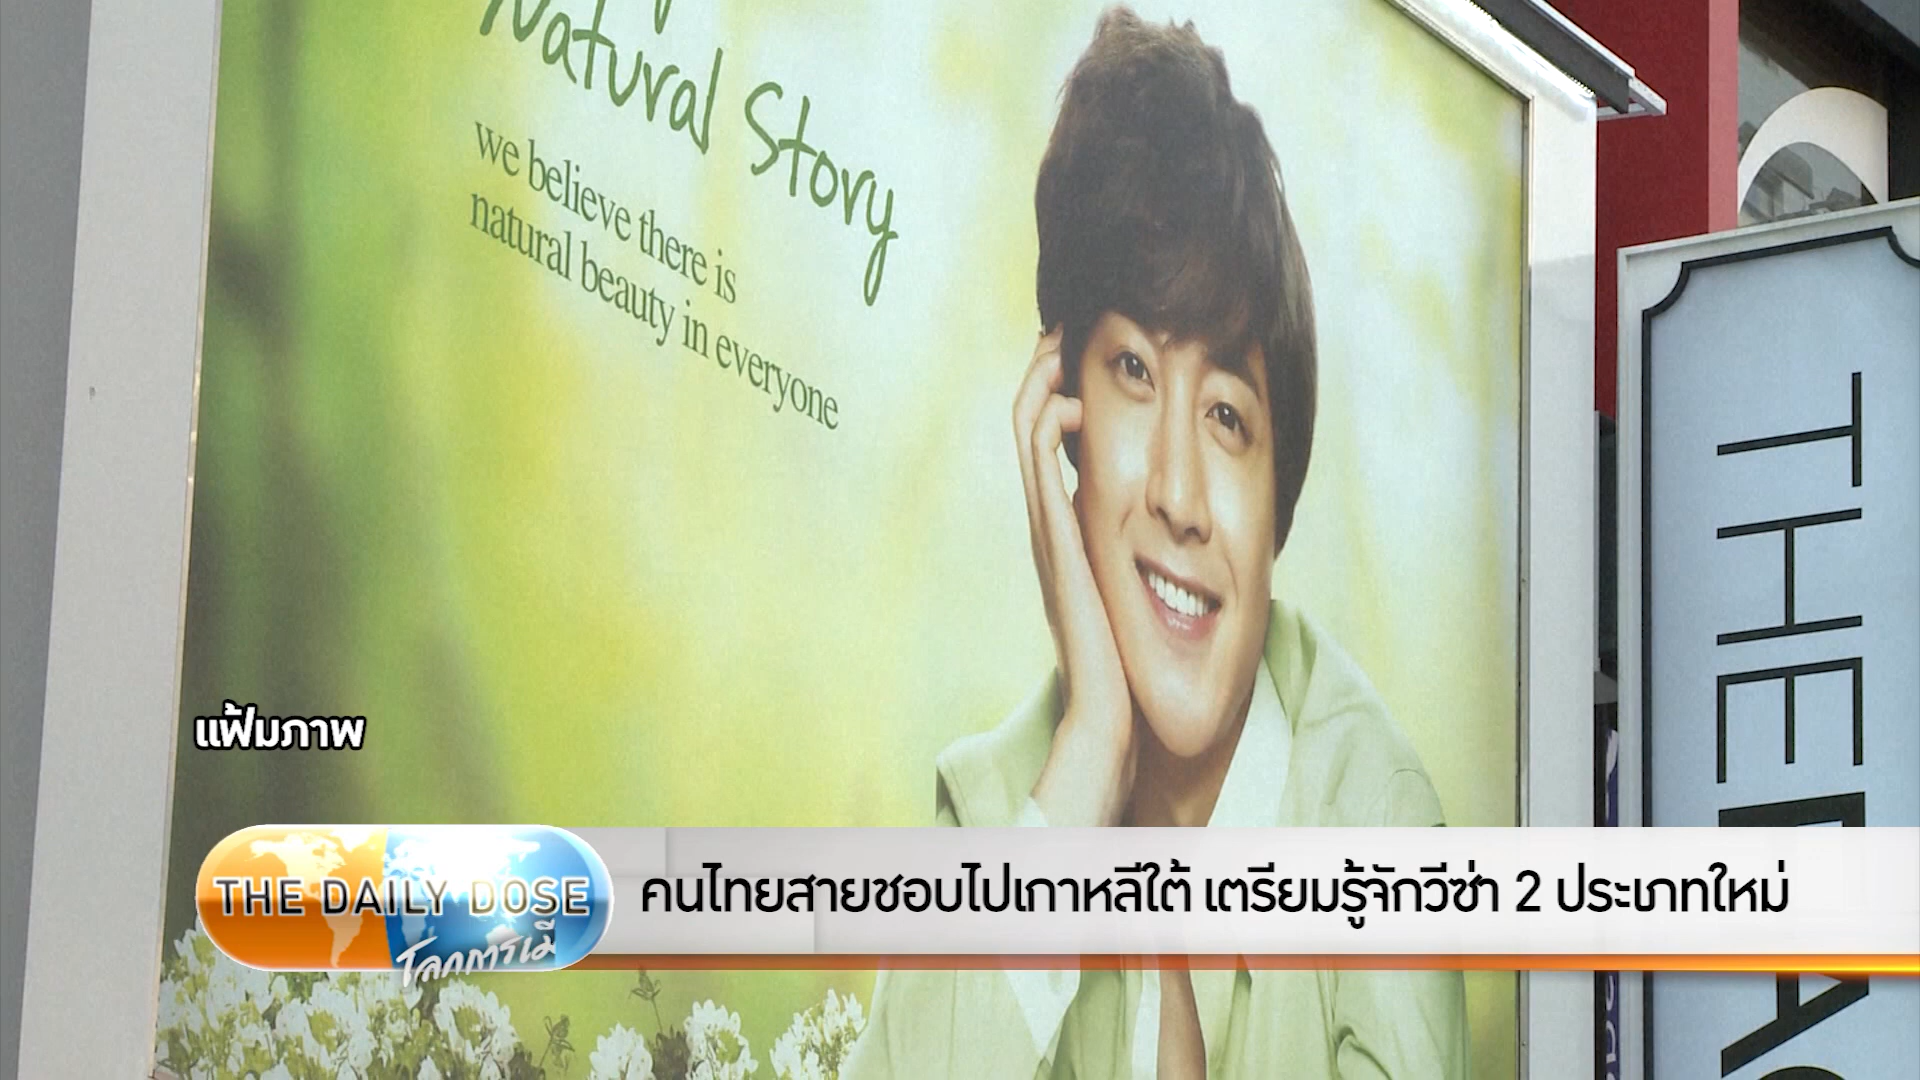 Natural Story
we believe there is
natural beauty in everyone
THE
แฟ้มภาพ
THE DAILY DOSE
โลกการเมื
คนไทยสายชอบไปเกาหลีใต้ เตรียมรู้จักวีซ่า 2 ประเภทใหม่